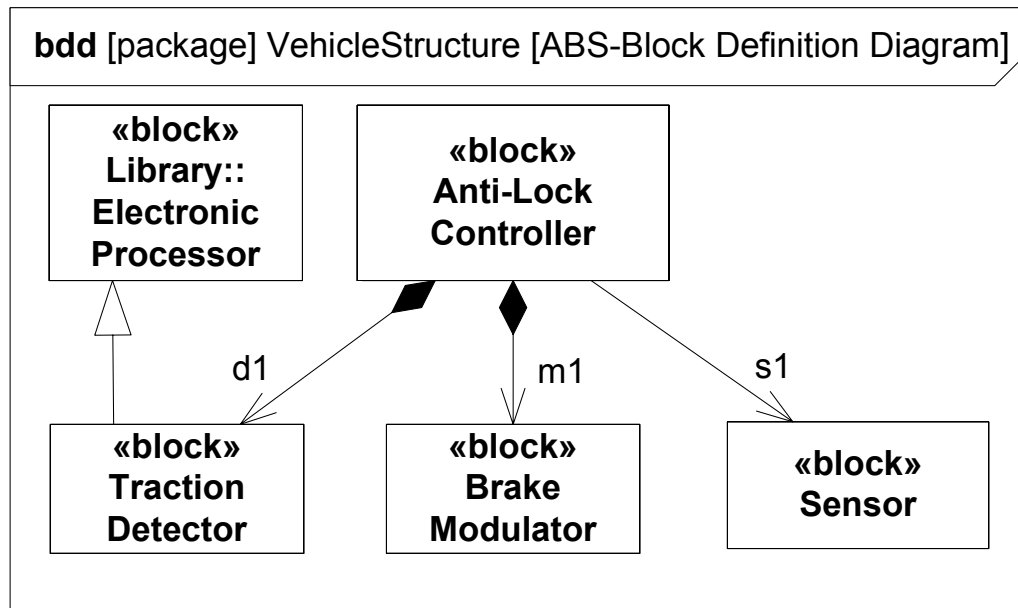 bdd [package] VehicleStructure [ABS-Block Definition Diagram]
«block»
Library::
Electronic
Processor
«block»
Anti-Lock
Controller
d1
m1
s1
«block»
Traction
Detector
«block»
Brake
Modulator
«block»
Sensor